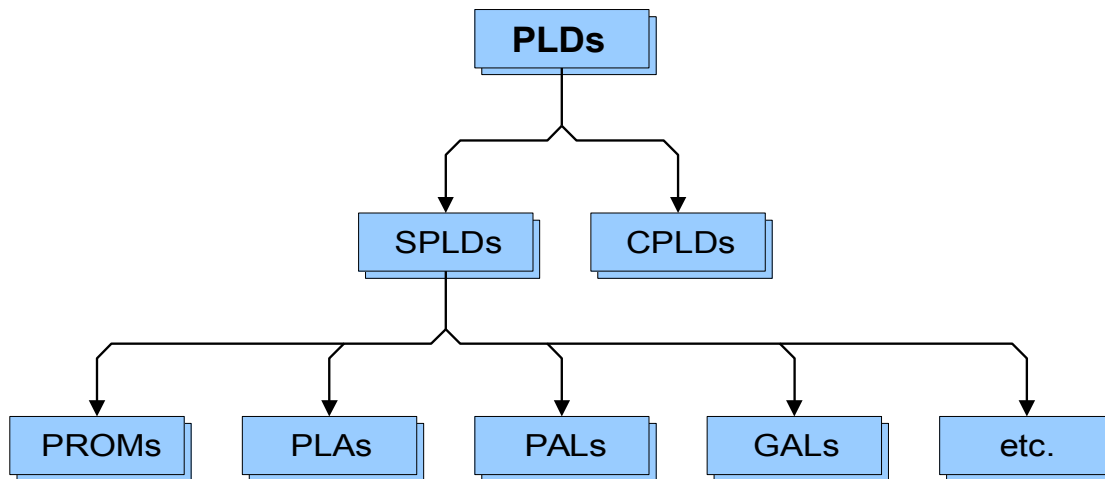 PLDs
SPLDs
CPLDs
PROMs
PLAs
PALs
GALs
etc.